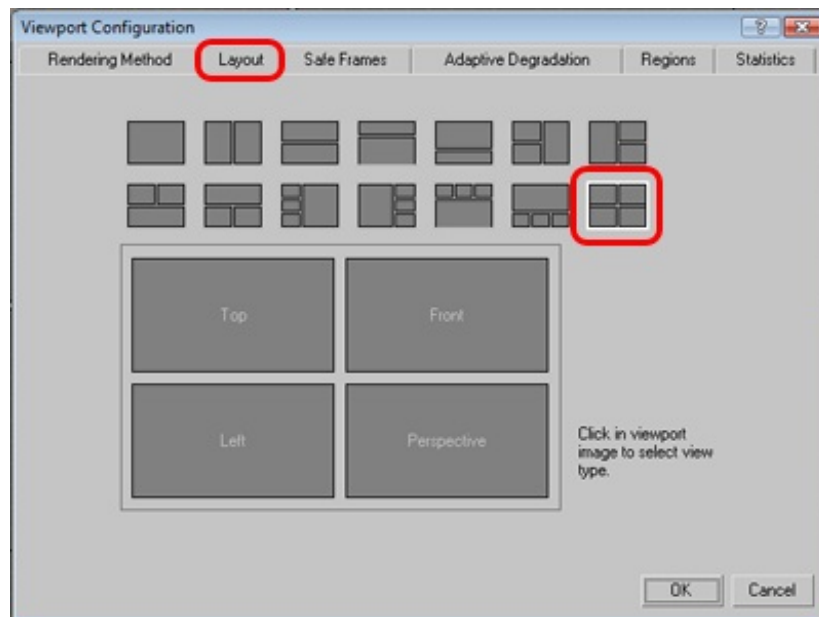 Viewport Configuration
Rendering Method Layout Safe Frames Adaptive Degradation Regions Statistics
Top Front
Left Perspective
Click in viewport
image to select view
type.
OK Cancel